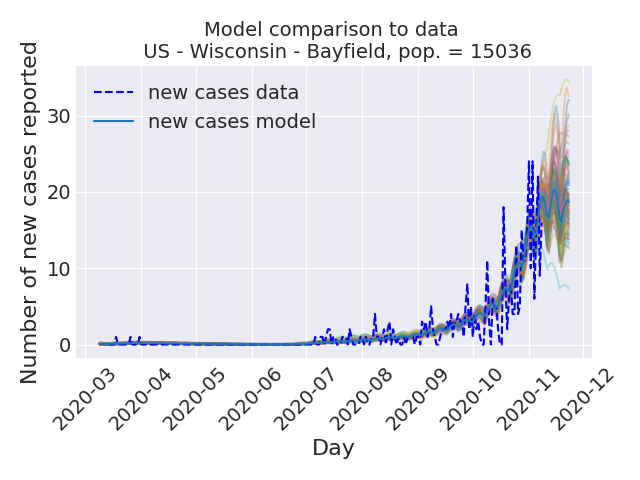 Model comparison to data
US - Wisconsin - Bayfield, pop. = 15036
Number of new cases reported
30
20
10
0
new cases data
new cases model
2020-03
2020-04
2020-05
2020-06
2020-07
2020-08
2020-09
2020-10
2020-11
2020-12
Day